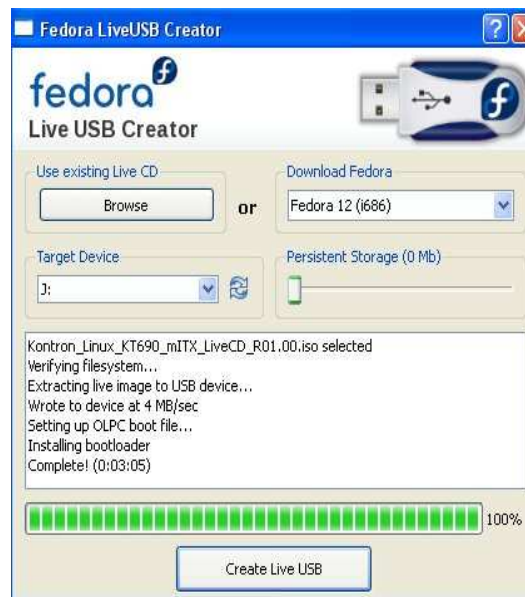 Fedora LiveUSB Creator
fedora
Live USB Creator
Use existing Live CD
Browse
or
Download Fedora
Fedora 12 (i686)
Target Device
J:
Persistent Storage (0 Mb)
Kontron_Linux_KT690_mITX_LiveCD_R01.00.iso selected
Verifying filesystem...
Extracting live image to USB device...
Wrote to device at 4 MB/sec
Setting up OLPC boot file...
Installing bootloader
Complete! (0:03:05)
100%
Create Live USB